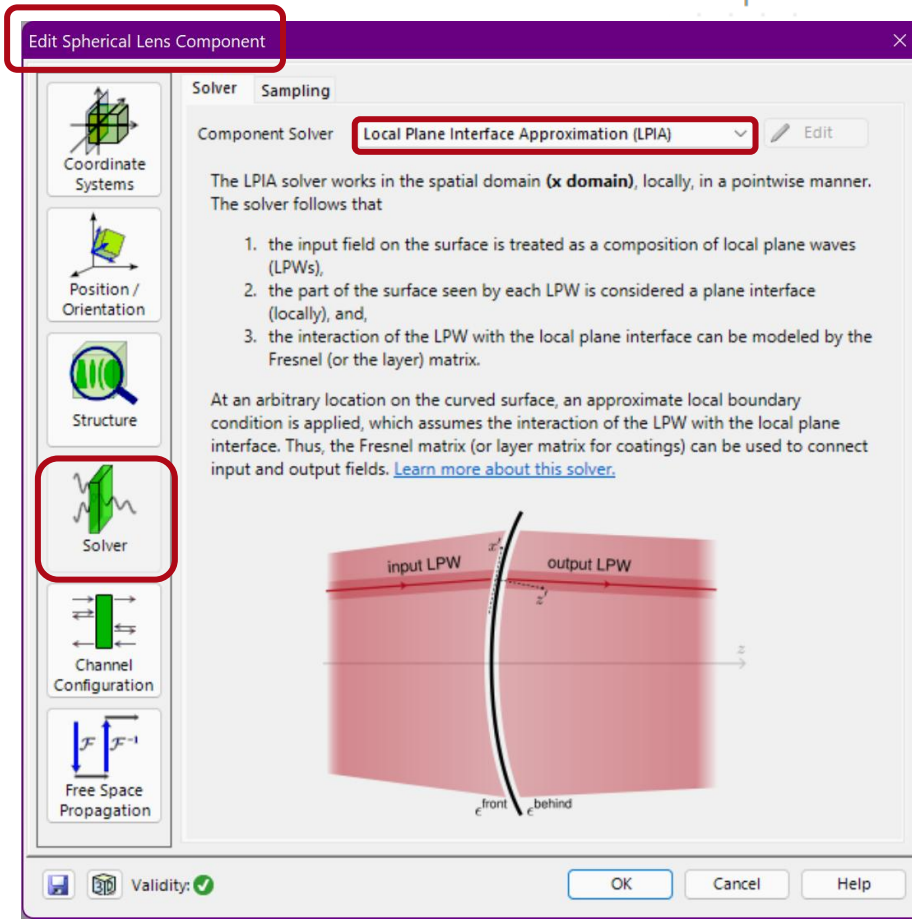 Edit Spherical Lens Component
Coordinate
Systems
Position /
Orientation
Structure
Solver
Channel
Configuration
F F⁻¹
Free Space
Propagation
Solver Sampling
Component Solver Local Plane Interface Approximation (LPIA) Edit
The LPIA solver works in the spatial domain (x domain), locally, in a pointwise manner.
The solver follows that
1. the input field on the surface is treated as a composition of local plane waves
(LPWs),
2. the part of the surface seen by each LPW is considered a plane interface
(locally), and,
3. the interaction of the LPW with the local plane interface can be modeled by the
Fresnel (or the layer) matrix.
At an arbitrary location on the curved surface, an approximate local boundary
condition is applied, which assumes the interaction of the LPW with the local plane
interface. Thus, the Fresnel matrix (or layer matrix for coatings) can be used to connect
input and output fields. Learn more about this solver.
input LPW x′ output LPW
z′
z
ϵfront ϵbehind
3D Validity: OK Cancel Help